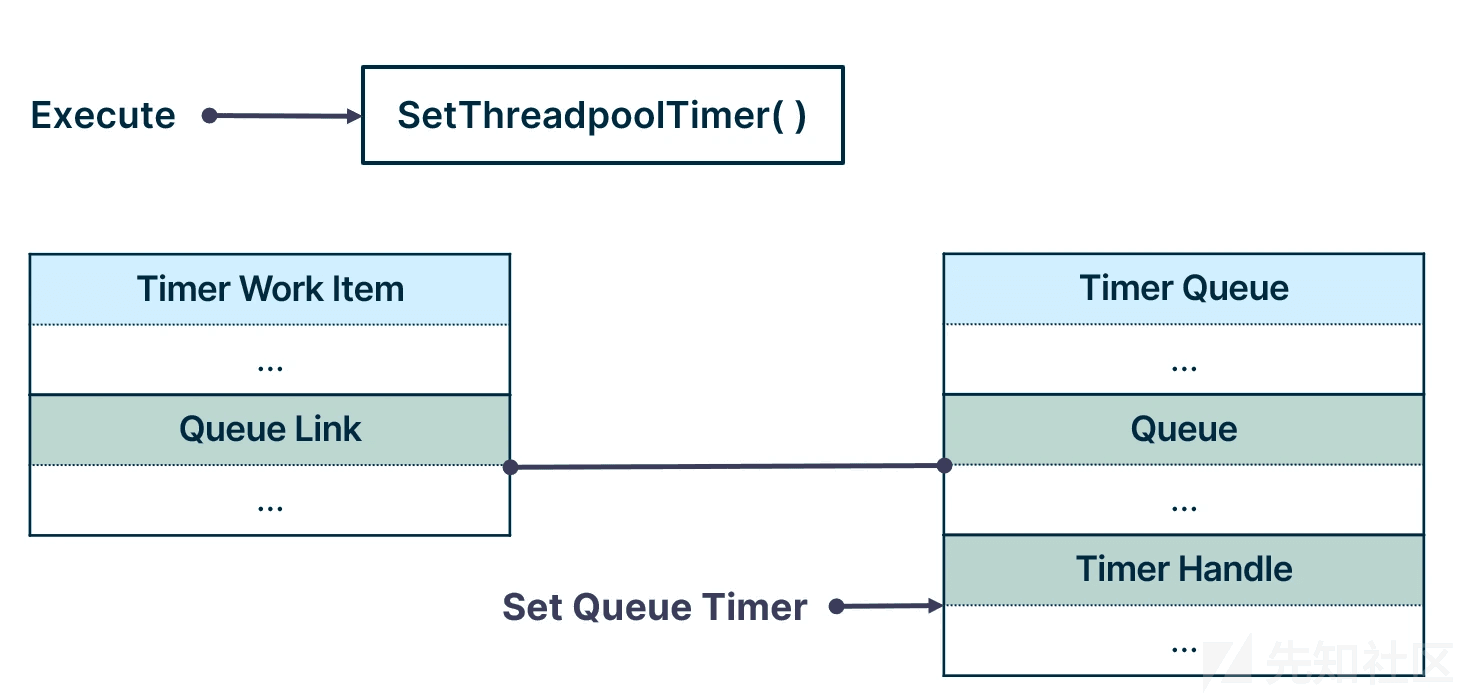 Execute
SetThreadpoolTimer( )
Timer Work Item
...
Queue Link
...
Timer Queue
...
Queue
...
Timer Handle
...
Set Queue Timer
先知社区